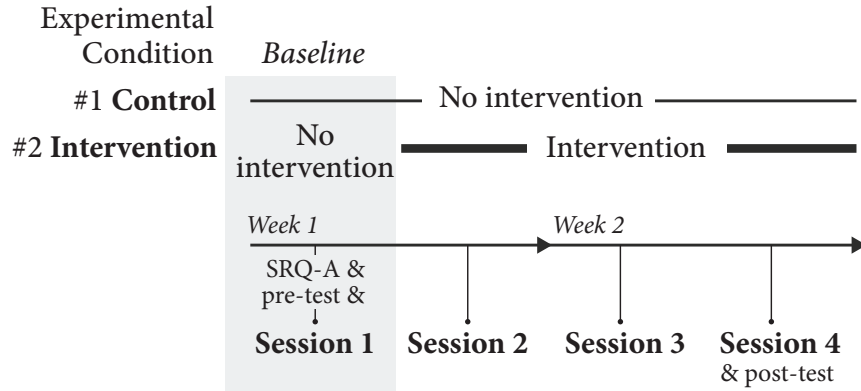 Experimental
Condition Baseline
#1 Control No intervention
#2 Intervention No intervention Intervention
Week 1 Week 2
SRQ-A &
pre-test &
Session 1 Session 2 Session 3 Session 4
& post-test